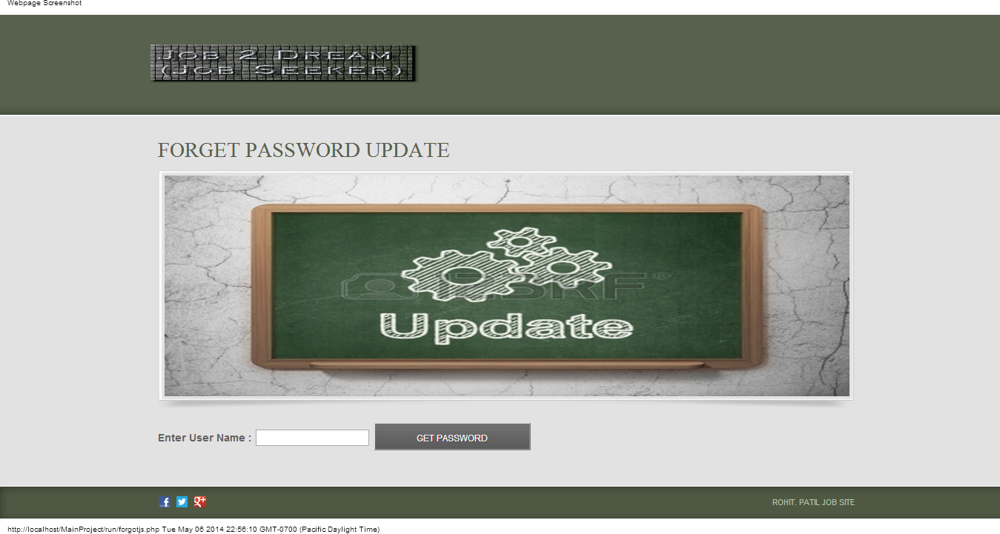 Webpage Screenshot
Job 2 Dream
(Job Seeker)
FORGET PASSWORD UPDATE
123RF®
Update
Enter User Name :
GET PASSWORD
ROHIT. PATIL JOB SITE
http://localhost/MainProject/run/forgotjs.php Tue May 06 2014 22:56:10 GMT-0700 (Pacific Daylight Time)